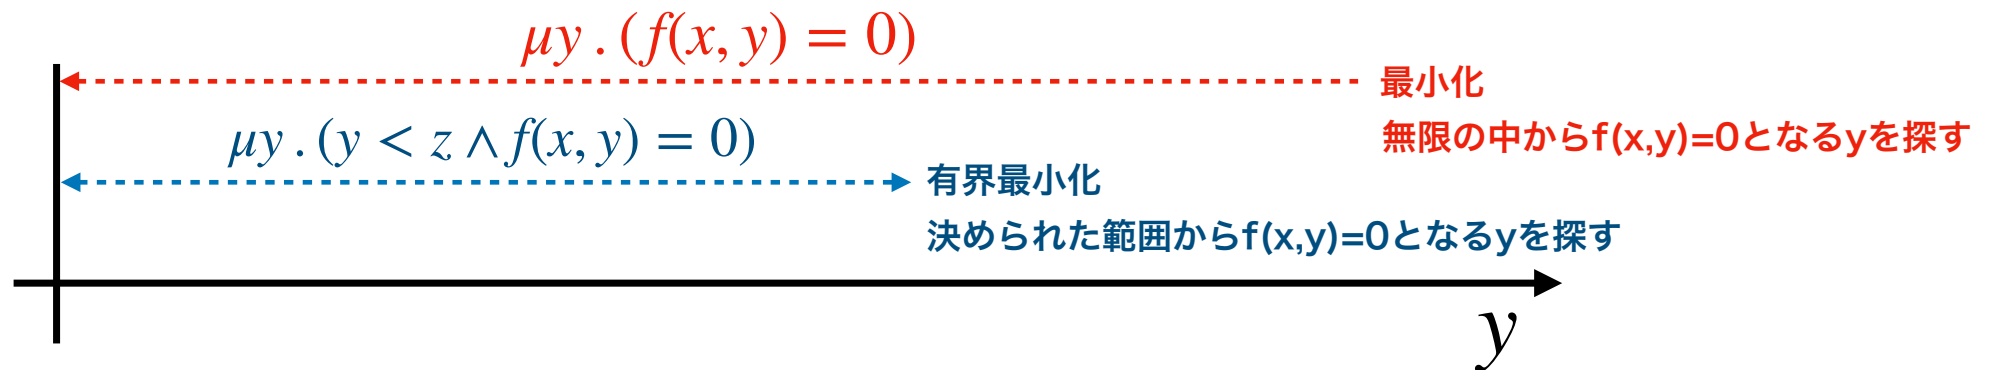 μy . (f(x, y) = 0)
最小化
無限の中からf(x,y)=0となるyを探す
μy . (y < z ∧ f(x, y) = 0)
有界最小化
決められた範囲からf(x,y)=0となるyを探す
y